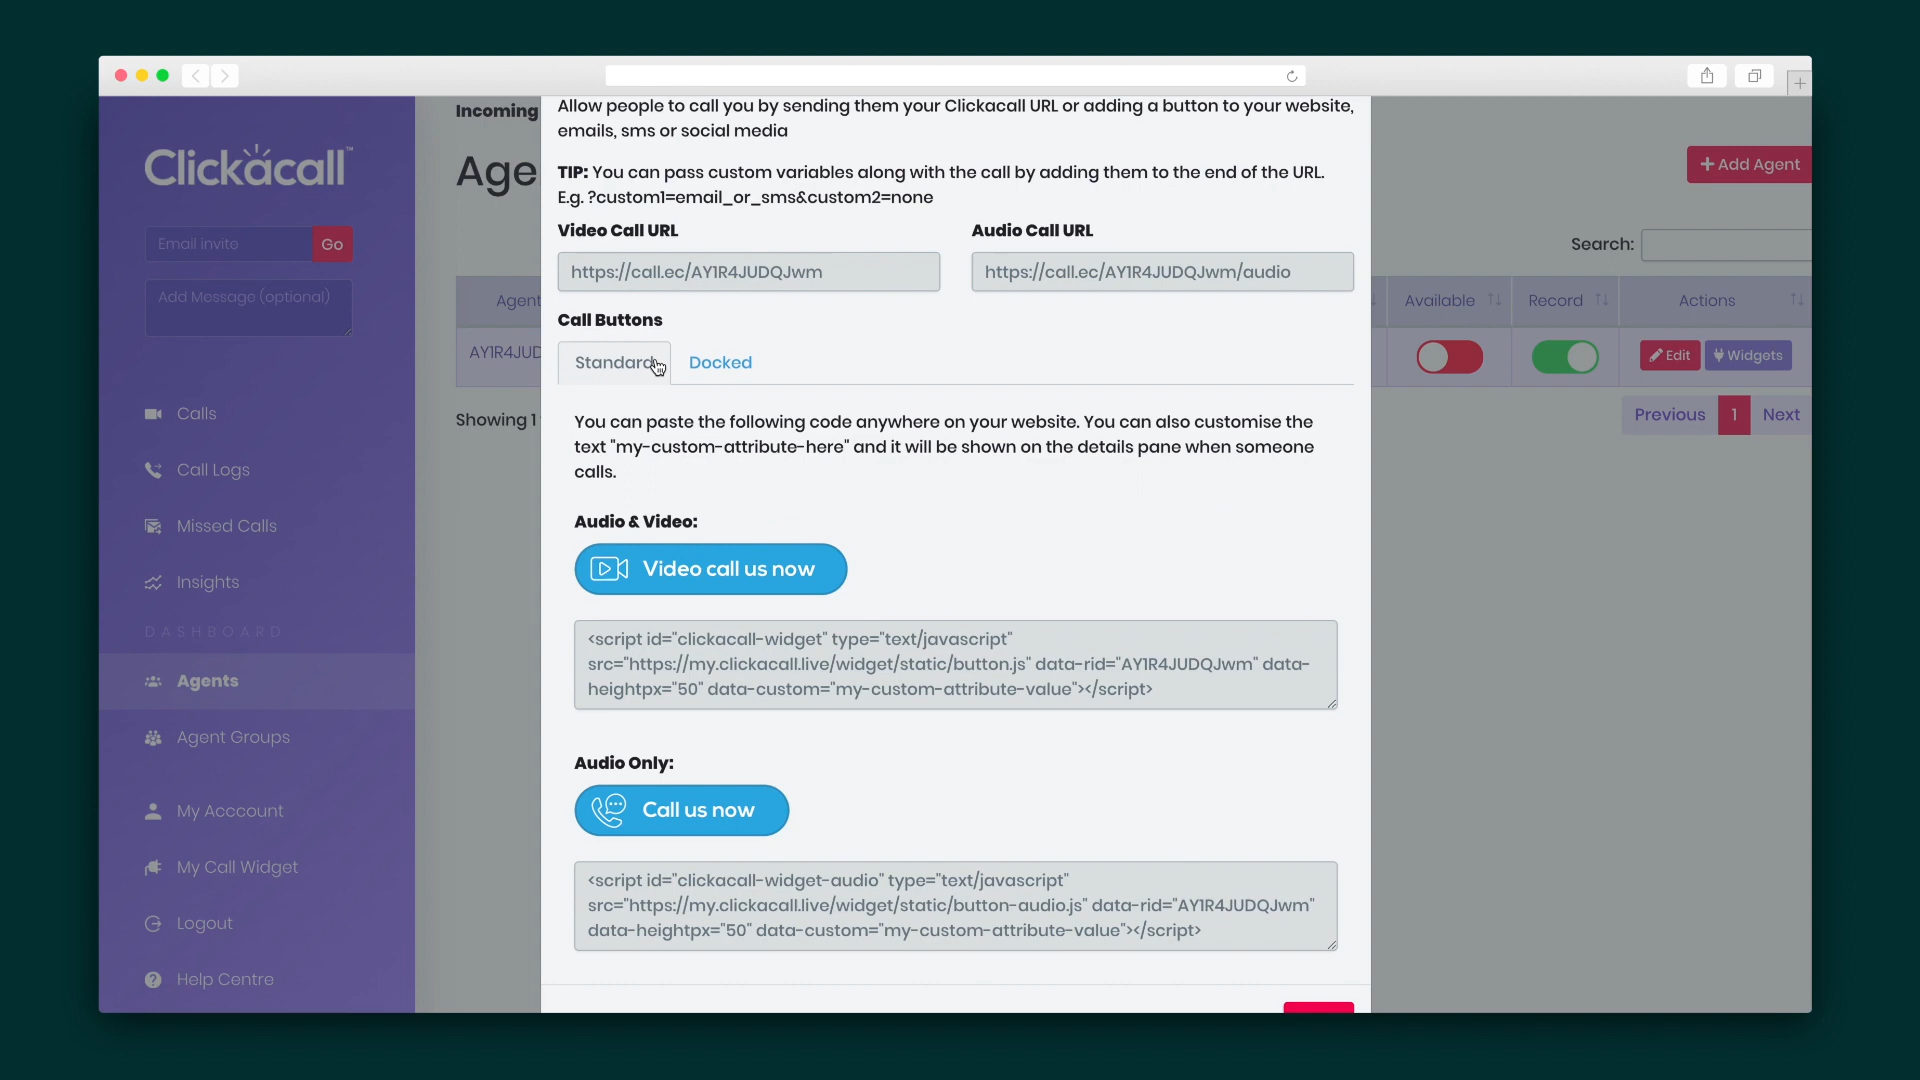 Clickacall™
Email invite
Go
Add Message (optional)
Calls
Call Logs
Missed Calls
Insights
DASHBOARD
Agents
Agent Groups
My Acccount
My Call Widget
Logout
Help Centre
Incoming
Age
Add Agent
Search:
Agent
Available
Record
Actions
AY1R4JUD
Edit
Widgets
Showing 1
Previous
1
Next
Allow people to call you by sending them your Clickacall URL or adding a button to your website,
emails, sms or social media
TIP: You can pass custom variables along with the call by adding them to the end of the URL.
E.g. ?custom1=email_or_sms&custom2=none
Video Call URL
Audio Call URL
https://call.ec/AY1R4JUDQJwm
https://call.ec/AY1R4JUDQJwm/audio
Call Buttons
Standard
Docked
You can paste the following code anywhere on your website. You can also customise the
text "my-custom-attribute-here" and it will be shown on the details pane when someone
calls.
Audio & Video:
Video call us now
<script id="clickacall-widget" type="text/javascript"
src="https://my.clickacall.live/widget/static/button.js" data-rid="AY1R4JUDQJwm" data-
heightpx="50" data-custom="my-custom-attribute-value"></script>
Audio Only:
Call us now
<script id="clickacall-widget-audio" type="text/javascript"
src="https://my.clickacall.live/widget/static/button-audio.js" data-rid="AY1R4JUDQJwm"
data-heightpx="50" data-custom="my-custom-attribute-value"></script>